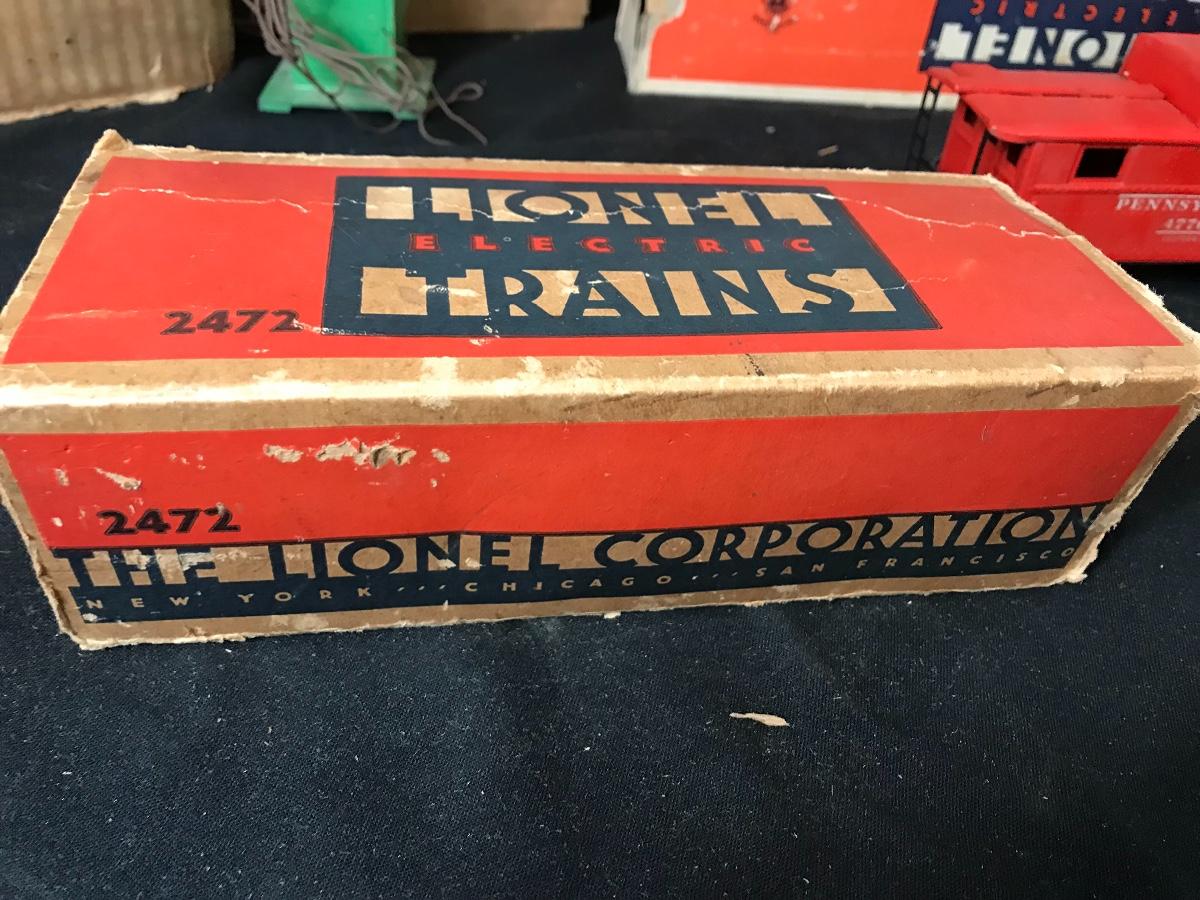 ELECTRIC
LIONEL
LIONEL
ELECTRIC
TRAINS
2472
2472
THE LIONEL CORPORATION
NEW YORK ''' CHICAGO ''' SAN FRANCISCO